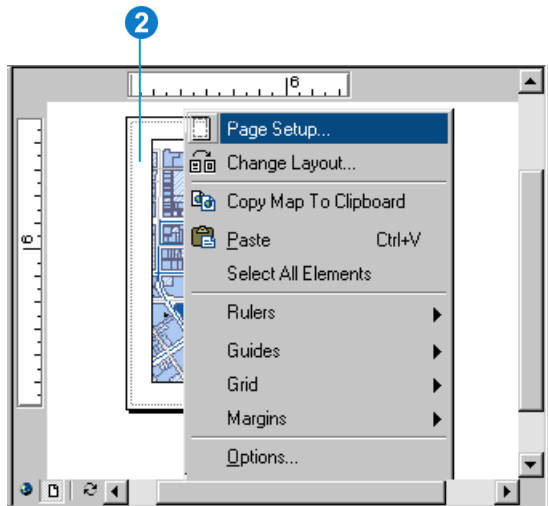 2
6
6
Page Setup...
Change Layout...
Copy Map To Clipboard
Paste Ctrl+V
Select All Elements
Rulers
Guides
Grid
Margins
Options...